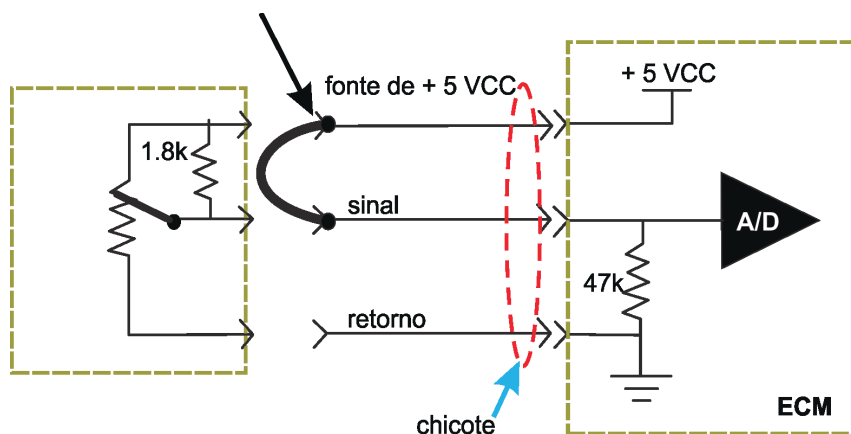 fonte de + 5 VCC
+ 5 VCC
1.8k
sinal
A/D
47k
retorno
chicote
ECM